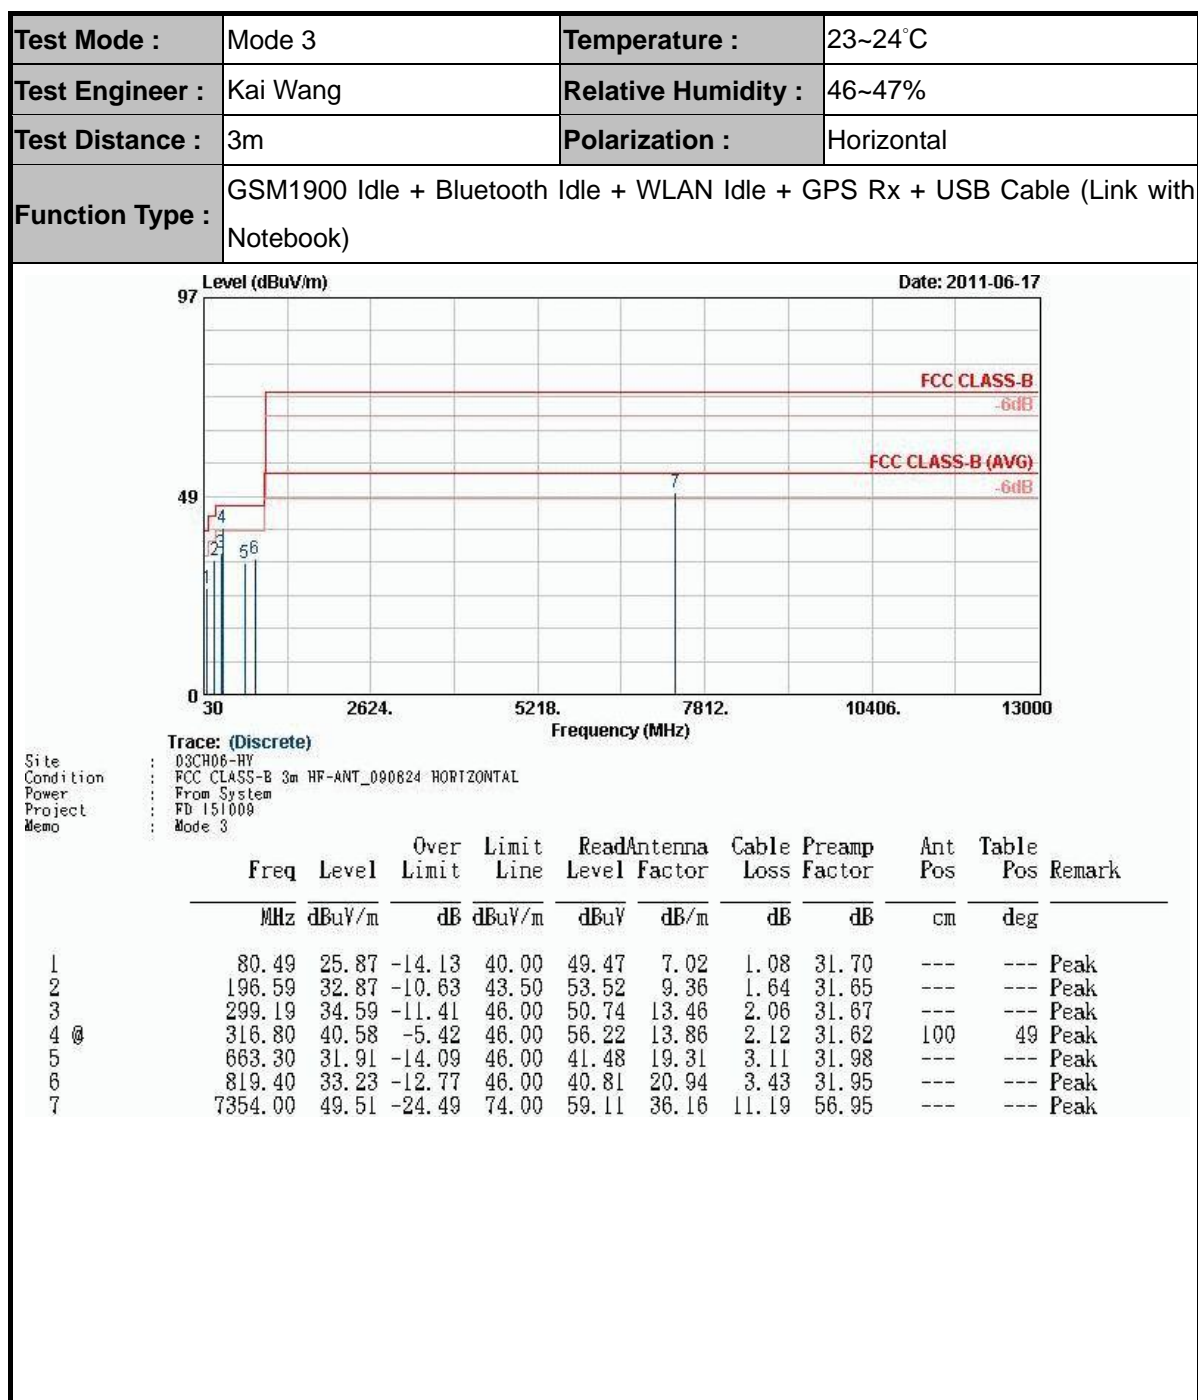 Test Mode : Mode 3 Temperature : 23~24°C
Test Engineer : Kai Wang Relative Humidity : 46~47%
Test Distance : 3m Polarization : Horizontal
Function Type : GSM1900 Idle + Bluetooth Idle + WLAN Idle + GPS Rx + USB Cable (Link with
Notebook)
Level (dBuV/m) Date: 2011-06-17
97
FCC CLASS-B
-6dB
FCC CLASS-B (AVG)
7
-6dB
49
4
2 3 5 6
1
0
30 2624. 5218. 7812. 10406. 13000
Frequency (MHz)
Trace: (Discrete)
Site : 03CH06-HY
Condition : FCC CLASS-B 3m HF-ANT_090824 HORIZONTAL
Power : From System
Project : FD 151009
Memo : Mode 3
Over Limit ReadAntenna Cable Preamp Ant Table
Freq Level Limit Line Level Factor Loss Factor Pos Pos Remark
MHz dBuV/m dB dBuV/m dBuV dB/m dB dB cm deg
1 80.49 25.87 -14.13 40.00 49.47 7.02 1.08 31.70 --- --- Peak
2 196.59 32.87 -10.63 43.50 53.52 9.36 1.64 31.65 --- --- Peak
3 299.19 34.59 -11.41 46.00 50.74 13.46 2.06 31.67 --- --- Peak
4 @ 316.80 40.58 -5.42 46.00 56.22 13.86 2.12 31.62 100 49 Peak
5 663.30 31.91 -14.09 46.00 41.48 19.31 3.11 31.98 --- --- Peak
6 819.40 33.23 -12.77 46.00 40.81 20.94 3.43 31.95 --- --- Peak
7 7354.00 49.51 -24.49 74.00 59.11 36.16 11.19 56.95 --- --- Peak